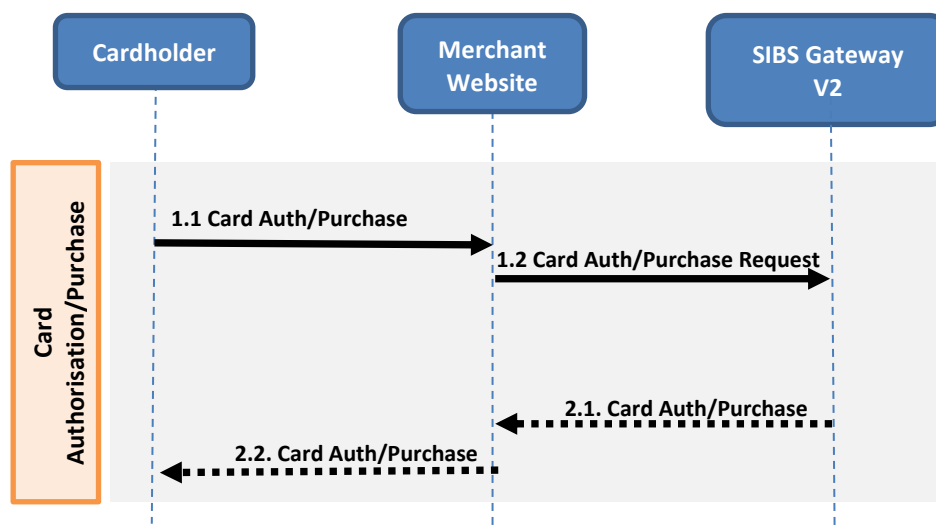 Cardholder
Merchant
Website
SIBS Gateway
V2
Card
Authorisation/Purchase
1.1 Card Auth/Purchase
1.2 Card Auth/Purchase Request
2.1. Card Auth/Purchase
2.2. Card Auth/Purchase